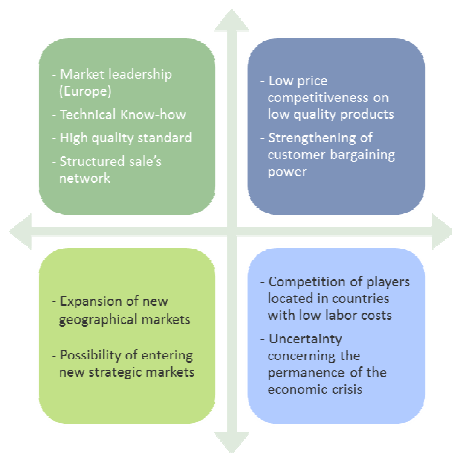 - Market leadership
(Europe)
- Technical Know-how
- High quality standard
- Structured sale's
network
- Low price
competitiveness on
low quality products
- Strengthening of
customer bargaining
power
- Expansion of new
geographical markets
- Possibility of entering
new strategic markets
- Competition of players
located in countries
with low labor costs
- Uncertainty
concerning the
permanence of the
economic crisis